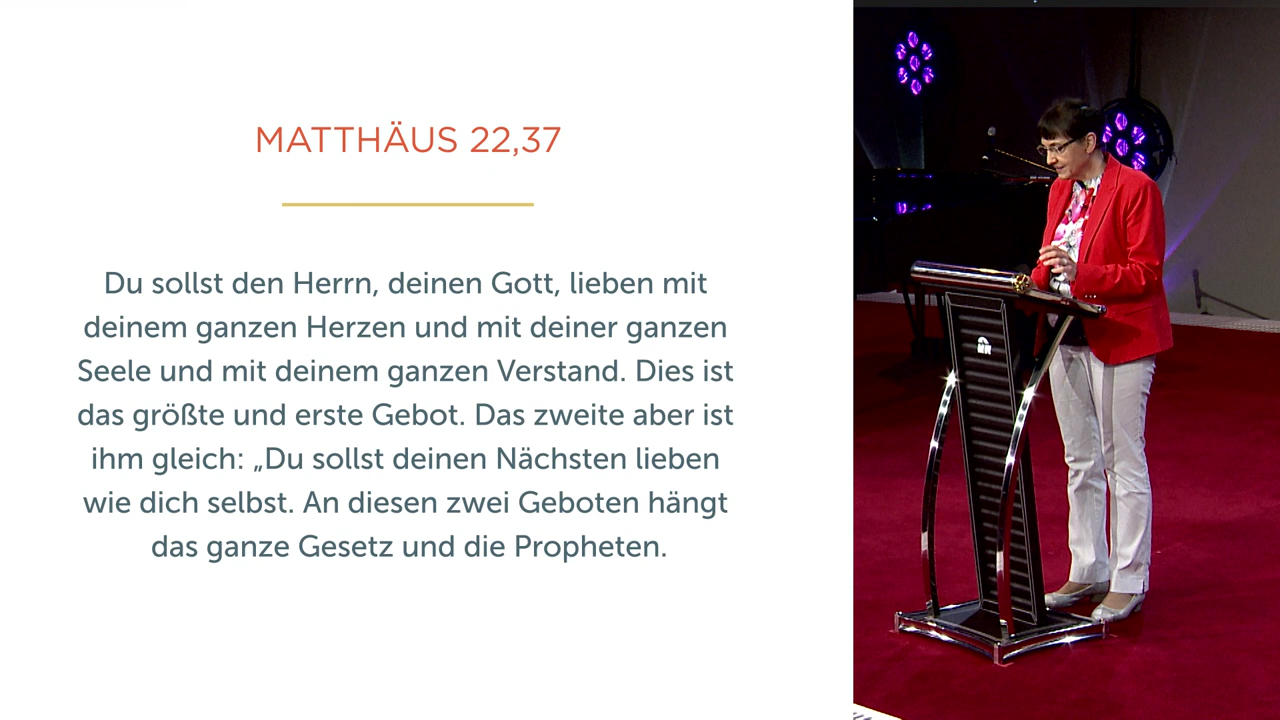 MATTHÄUS 22,37
Du sollst den Herrn, deinen Gott, lieben mit
deinem ganzen Herzen und mit deiner ganzen
Seele und mit deinem ganzen Verstand. Dies ist
das größte und erste Gebot. Das zweite aber ist
ihm gleich: „Du sollst deinen Nächsten lieben
wie dich selbst. An diesen zwei Geboten hängt
das ganze Gesetz und die Propheten.